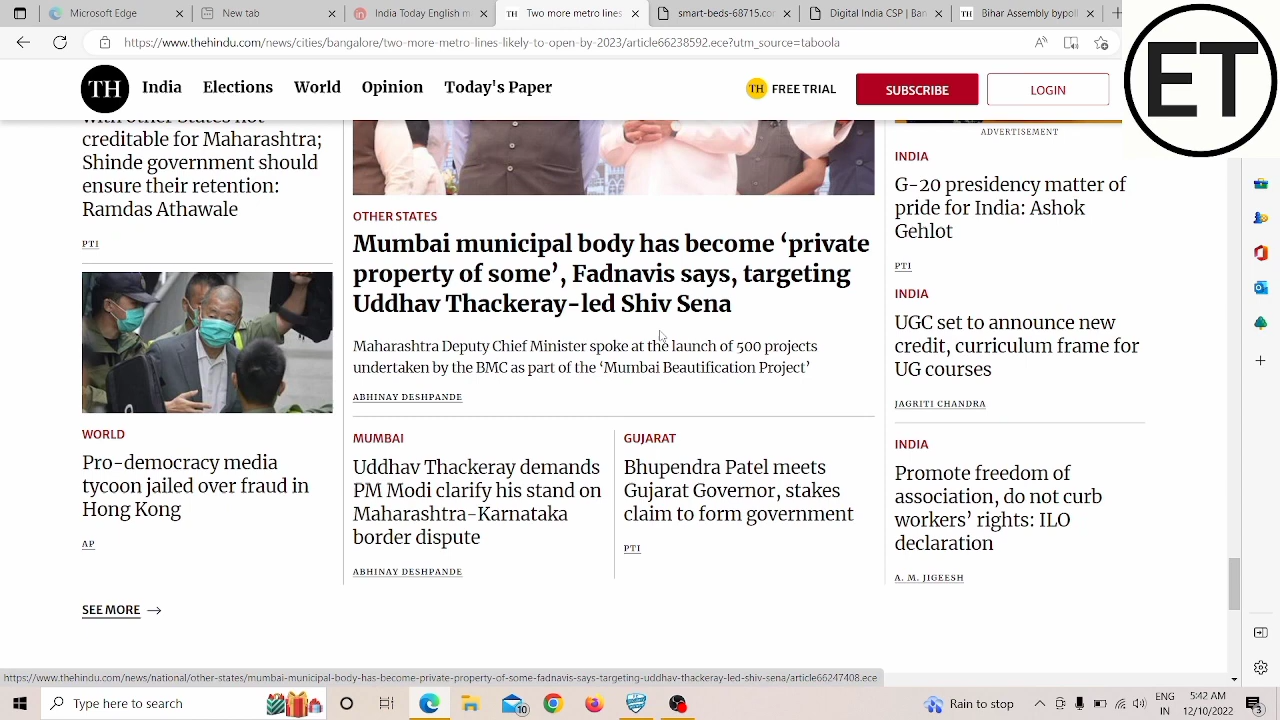 Microsoft Edge
New Tab
India Today
Two more metro lines
smart-beds-68715
Digital India CSP Ban
Bihar Assembly bypoll
https://www.thehindu.com/news/cities/bangalore/two-more-metro-lines-likely-to-open-by-2023/article66238592.ece?utm_source=taboola
ET
TH
India
Elections
World
Opinion
Today's Paper
TH FREE TRIAL
SUBSCRIBE
LOGIN
with other States not
creditable for Maharashtra;
Shinde government should
ensure their retention:
Ramdas Athawale
PTI
WORLD
Pro-democracy media
tycoon jailed over fraud in
Hong Kong
AP
OTHER STATES
Mumbai municipal body has become ‘private
property of some’, Fadnavis says, targeting
Uddhav Thackeray-led Shiv Sena
Maharashtra Deputy Chief Minister spoke at the launch of 500 projects
undertaken by the BMC as part of the ‘Mumbai Beautification Project’
ABHINAY DESHPANDE
MUMBAI
Uddhav Thackeray demands
PM Modi clarify his stand on
Maharashtra-Karnataka
border dispute
ABHINAY DESHPANDE
GUJARAT
Bhupendra Patel meets
Gujarat Governor, stakes
claim to form government
PTI
ADVERTISEMENT
INDIA
G-20 presidency matter of
pride for India: Ashok
Gehlot
PTI
INDIA
UGC set to announce new
credit, curriculum frame for
UG courses
JAGRITI CHANDRA
INDIA
Promote freedom of
association, do not curb
workers’ rights: ILO
declaration
A. M. JIGEESH
SEE MORE
https://www.thehindu.com/news/national/other-states/mumbai-municipal-body-has-become-private-property-of-some-fadnavis-says-targeting-uddhav-thackeray-led-shiv-sena/article66247408.ece
Type here to search
10
Rain to stop
ENG
IN
5:42 AM
12/10/2022
3